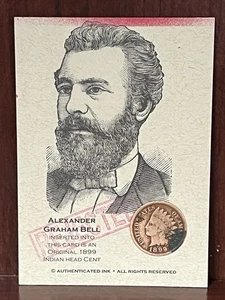 ALEXANDER
GRAHAM BELL
INSERTED INTO
THIS CARD IS AN
ORIGINAL, 1899
INDIAN HEAD CENT
1899
© AUTHENTICATED INK • ALL RIGHTS RESERVED